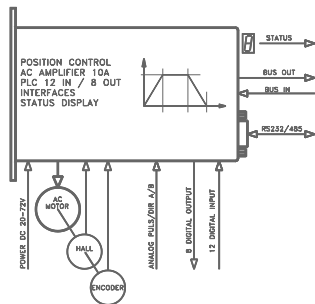 POSITION CONTROL
AC AMPLIFIER 10A
PLC 12 IN / 8 OUT
INTERFACES
STATUS DISPLAY
STATUS
BUS OUT
BUS IN
RS232/485
POWER DC 20-72V
AC
MOTOR
HALL
ENCODER
ANALOG PULS/DIR A/B
8 DIGITAL OUTPUT
12 DIGITAL INPUT